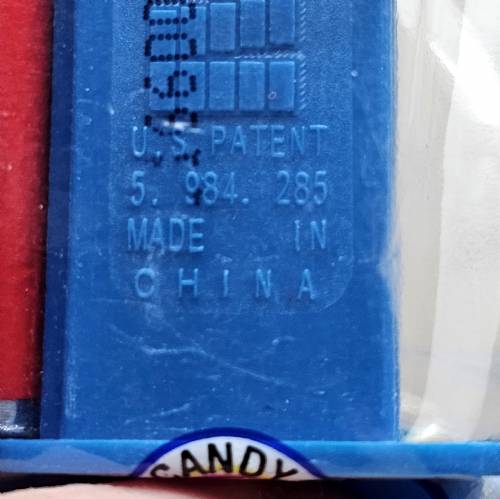 U.S. PATENT
5. 984. 285
MADE IN
CHINA
CANDY